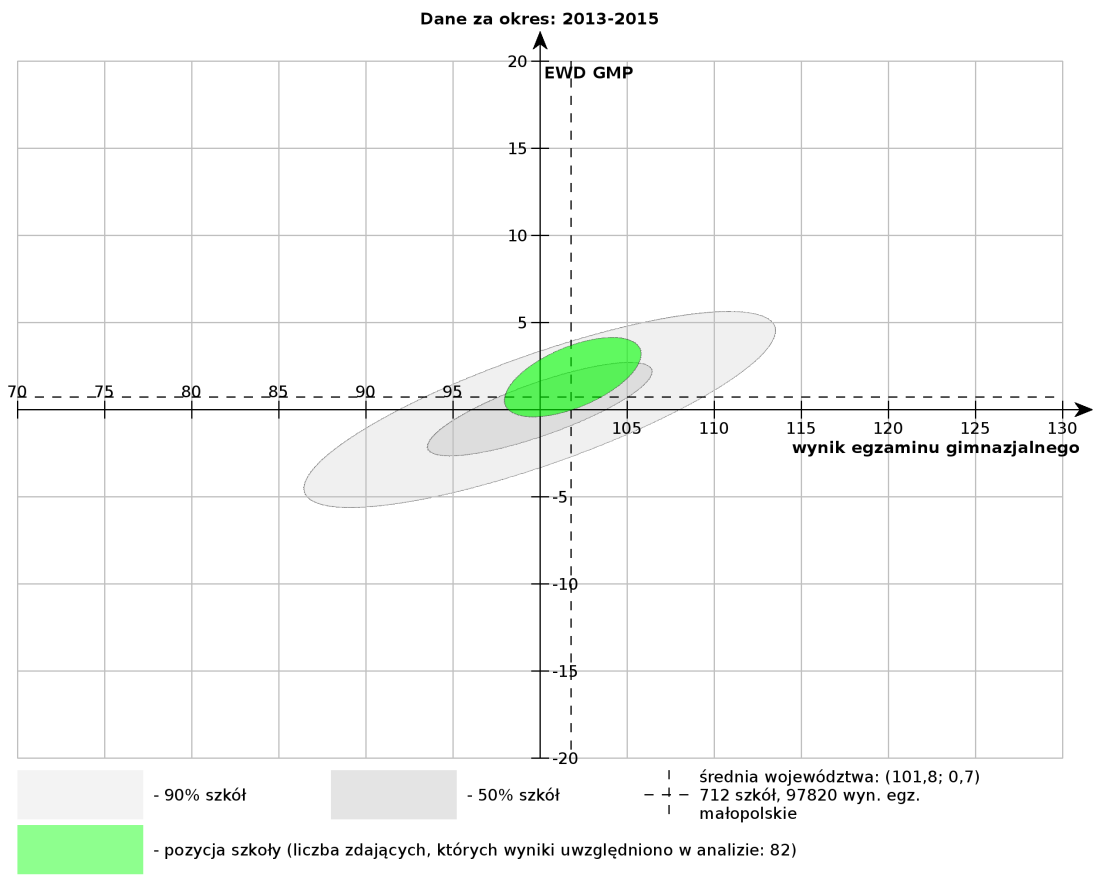 Dane za okres: 2013-2015
20
EWD GMP
15
10
5
70 75 80 85 90 95
105 110 115 120 125 130
wynik egzaminu gimnazjalnego
-5
-10
-15
-20
- 90% szkół
- 50% szkół
średnia województwa: (101,8; 0,7)
712 szkół, 97820 wyn. egz.
małopolskie
- pozycja szkoły (liczba zdających, których wyniki uwzględniono w analizie: 82)